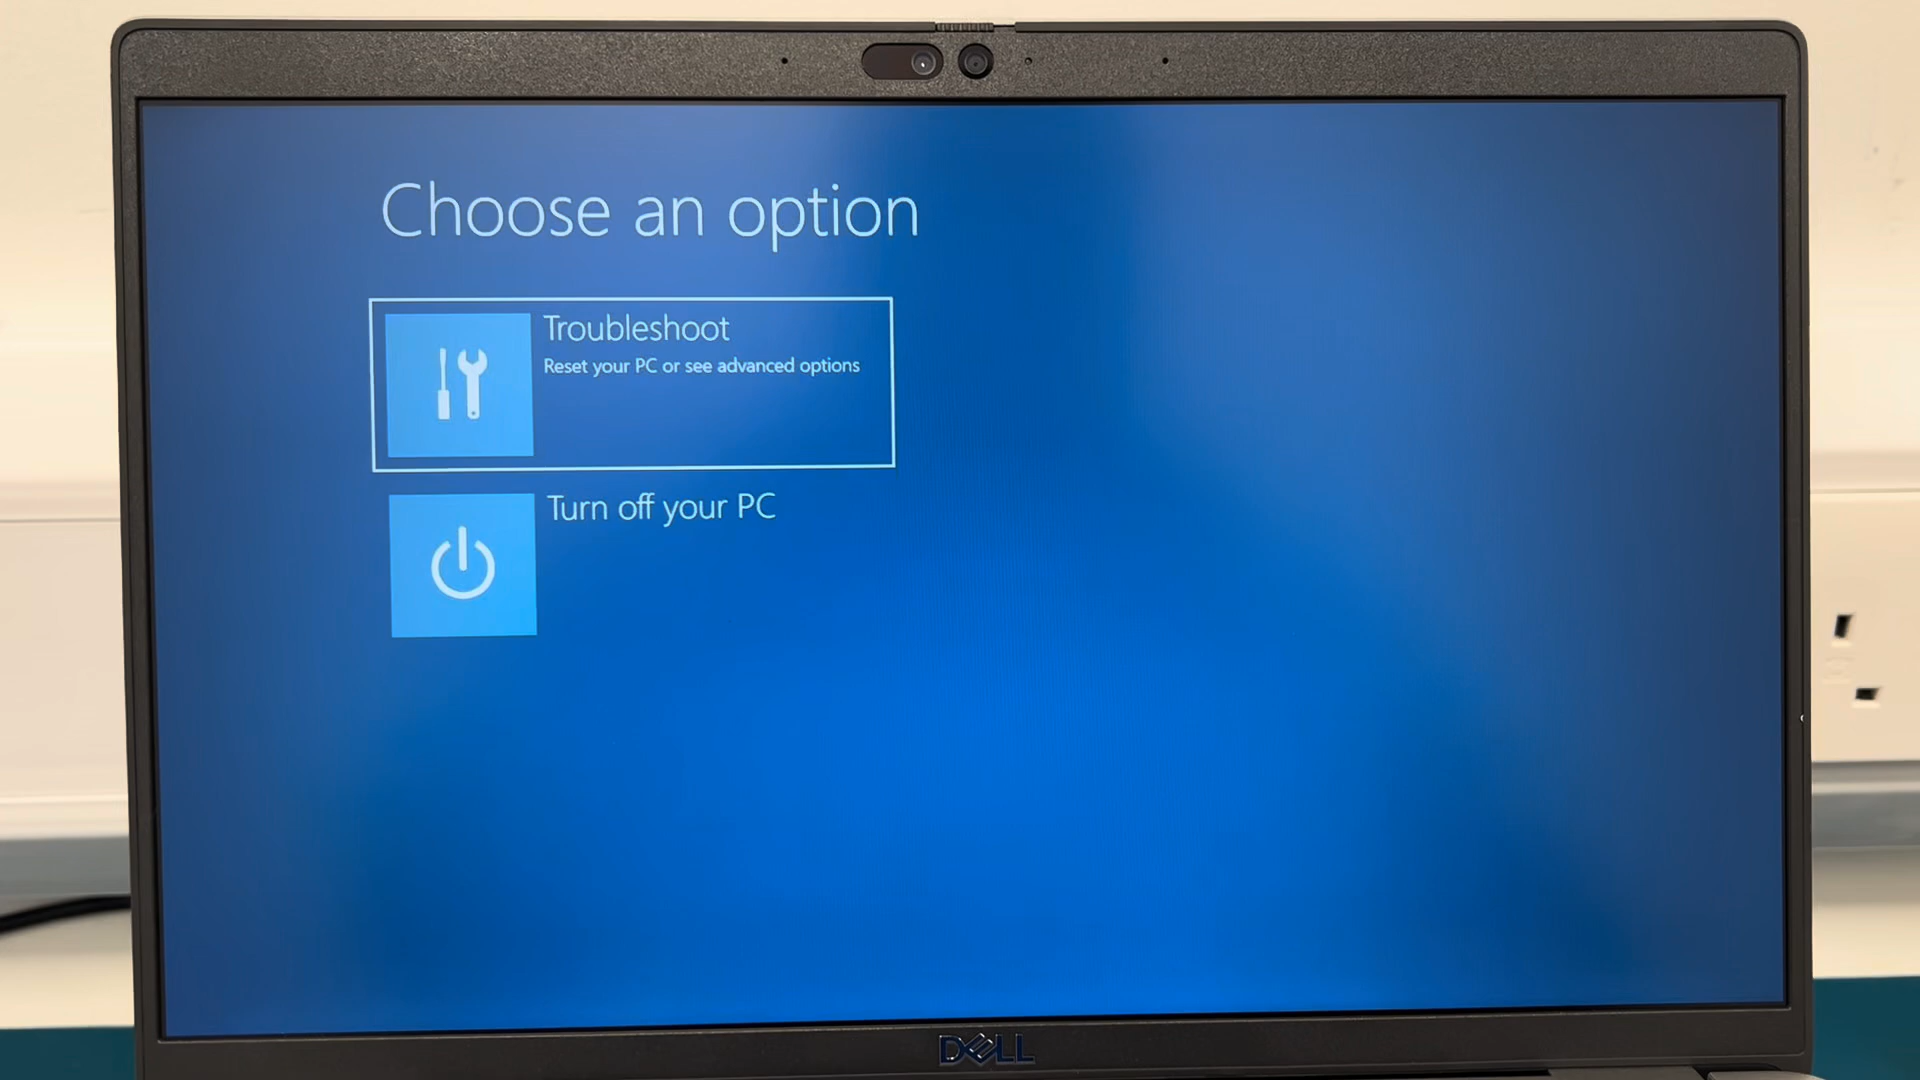 Choose an option
Troubleshoot
Reset your PC or see advanced options
Turn off your PC
DELL